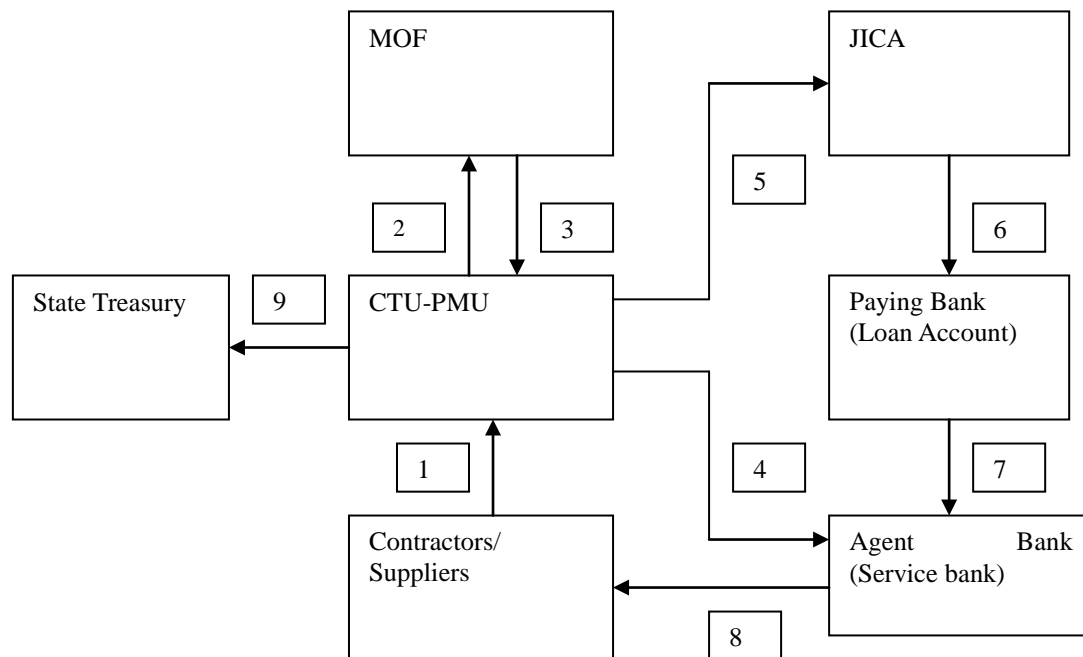 MOF
JICA
5
2
3
6
State Treasury
9
CTU-PMU
Paying Bank
(Loan Account)
1
4
7
Contractors/
Suppliers
Agent Bank
(Service bank)
8